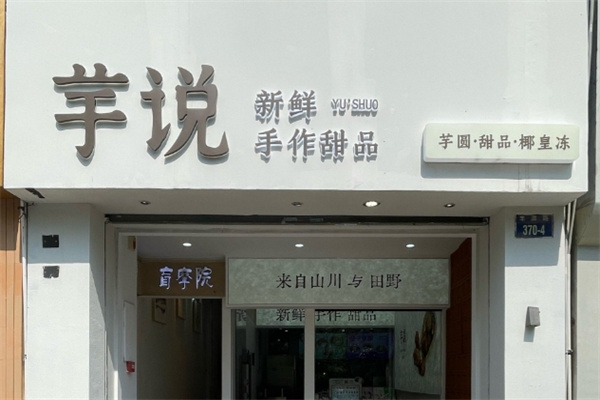 芋说
新鲜 YU SHUO
手作甜品
芋圆·甜品·椰皇冻
370-4
来自山川与田野
新鲜手作甜品